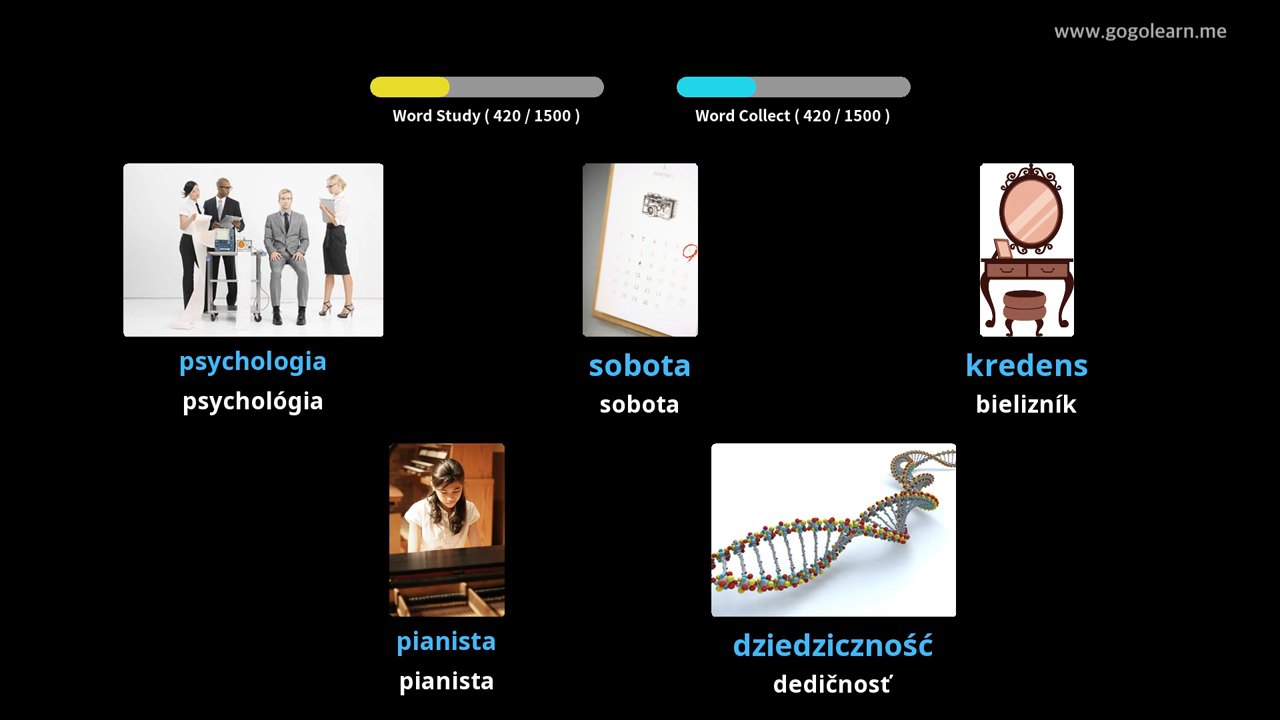 www.gogolearn.me
Word Study ( 420 / 1500 )
Word Collect ( 420 / 1500 )
psychologia
psychológia
sobota
sobota
kredens
bielizník
pianista
pianista
dziedziczność
dedičnosť